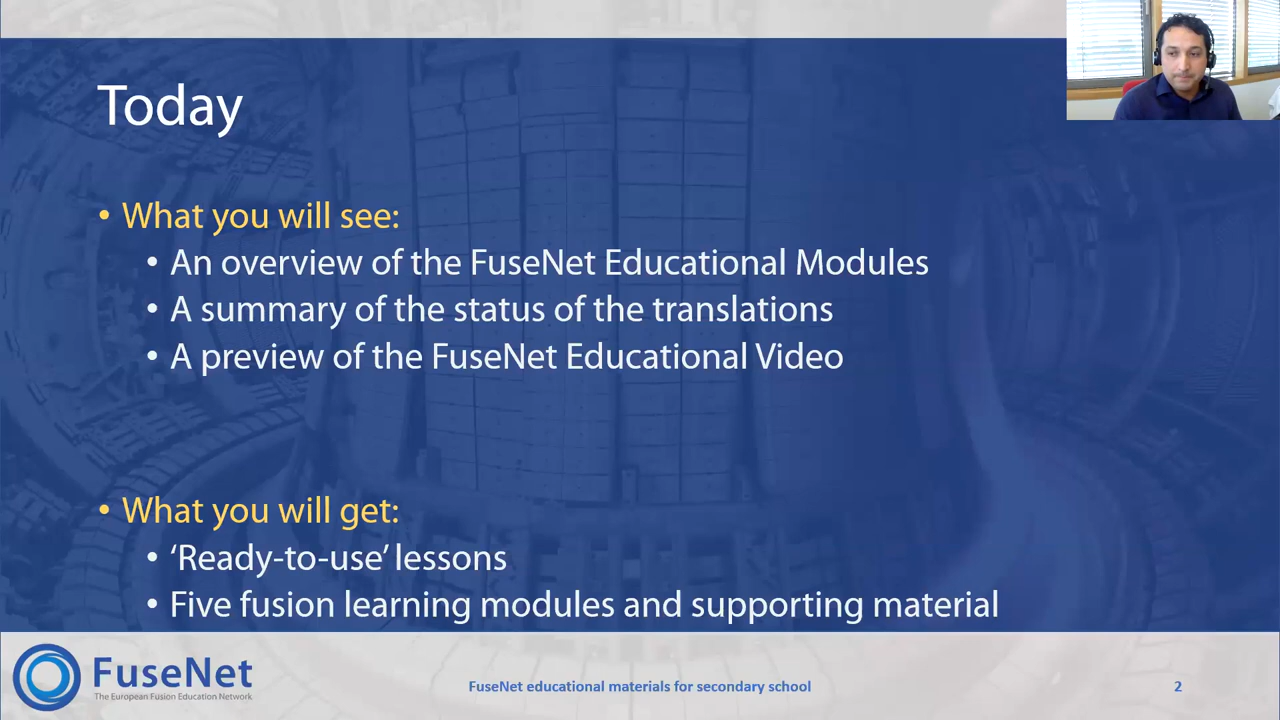 Today
• What you will see:
• An overview of the FuseNet Educational Modules
• A summary of the status of the translations
• A preview of the FuseNet Educational Video
• What you will get:
• ‘Ready-to-use’ lessons
• Five fusion learning modules and supporting material
FuseNet
The European Fusion Education Network
FuseNet educational materials for secondary school
2